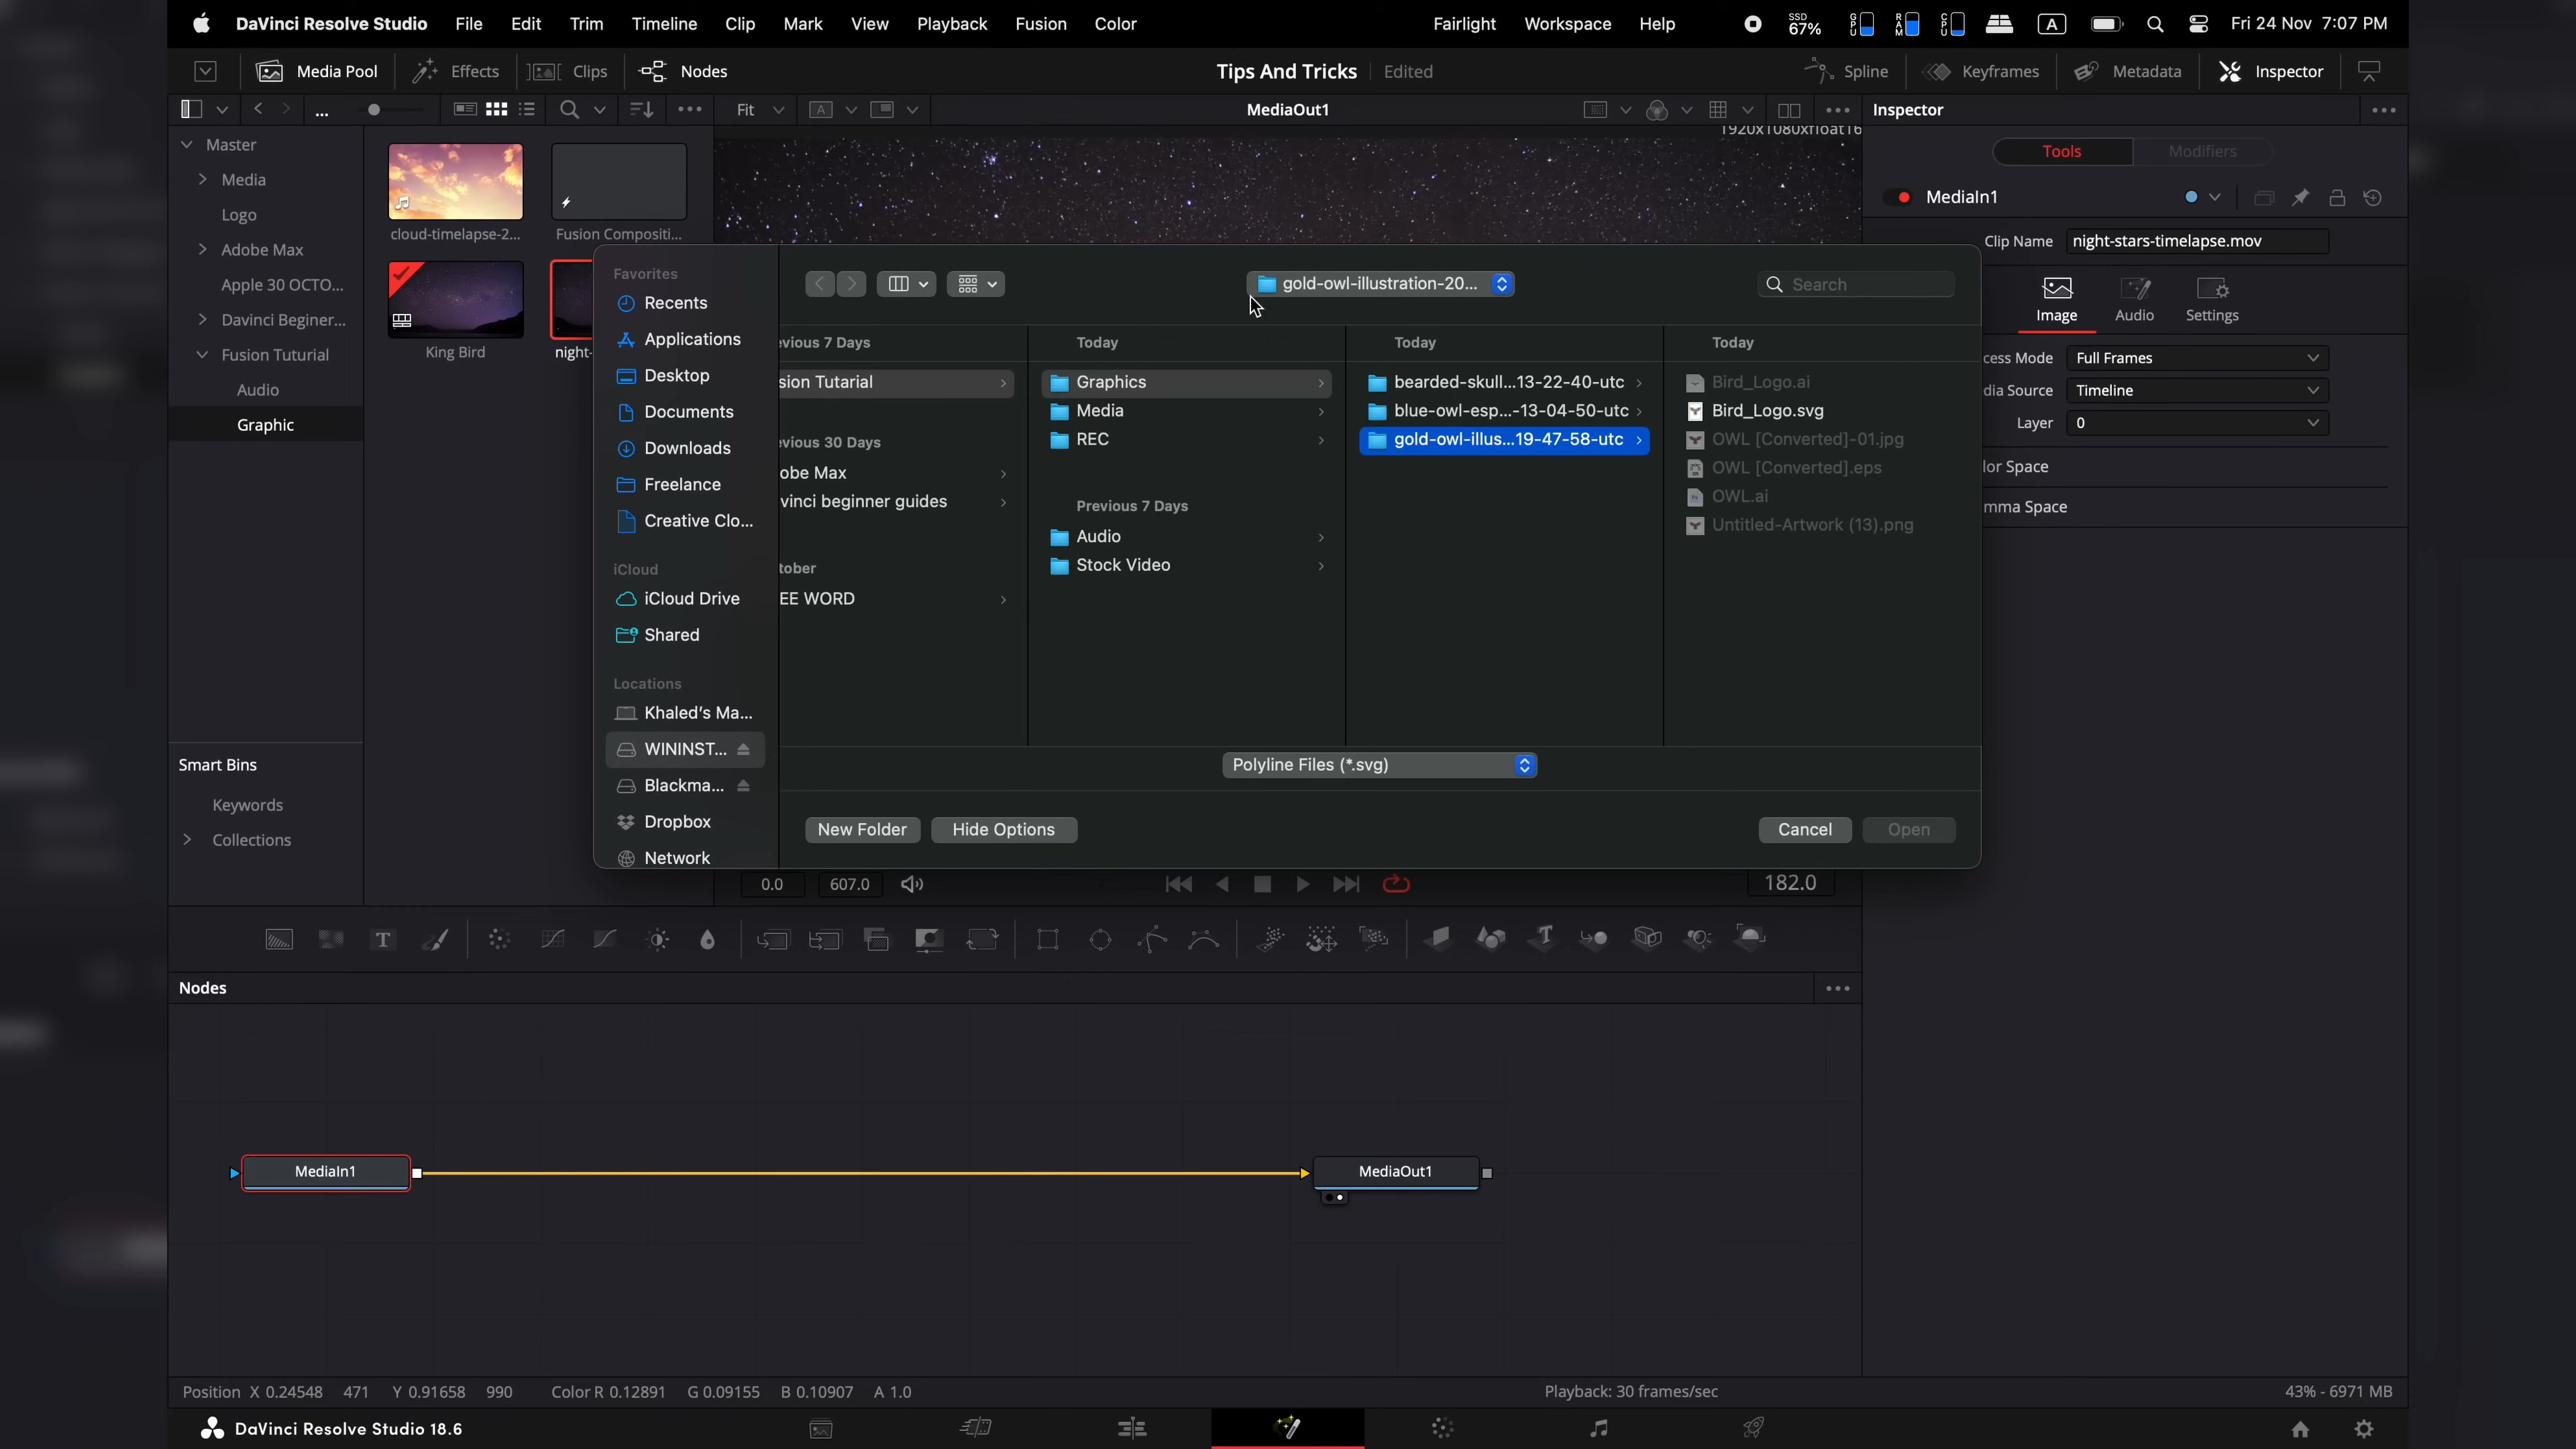 DaVinci Resolve Studio File Edit Trim Timeline Clip Mark View Playback Fusion Color Fairlight Workspace Help SSD 67% GPU RAM CPU A Fri 24 Nov 7:07 PM
Media Pool Effects Clips Nodes Tips And Tricks Edited Spline Keyframes Metadata Inspector
... Fit A MediaOut1 Inspector
1920x1080xfloat16
Master
Media
Logo
Adobe Max
Apple 30 OCTO...
Davinci Beginer...
Fusion Tuturial
Audio
Graphic
Smart Bins
Keywords
Collections
cloud-timelapse-2...
Fusion Compositi...
King Bird
night-
Favorites
Recents
Applications
Desktop
Documents
Downloads
Freelance
Creative Clo...
iCloud
iCloud Drive
Shared
Locations
Khaled's Ma...
WININST...
Blackma...
Dropbox
Network
gold-owl-illustration-20...
Search
evious 7 Days
sion Tutarial
evious 30 Days
obe Max
vinci beginner guides
tober
EE WORD
Today
Graphics
Media
REC
Previous 7 Days
Audio
Stock Video
Today
bearded-skull...13-22-40-utc
blue-owl-esp...-13-04-50-utc
gold-owl-illus...19-47-58-utc
Today
Bird_Logo.ai
Bird_Logo.svg
OWL [Converted]-01.jpg
OWL [Converted].eps
OWL.ai
Untitled-Artwork (13).png
Polyline Files (*.svg)
New Folder Hide Options Cancel Open
Tools Modifiers
MediaIn1
Clip Name night-stars-timelapse.mov
Image Audio Settings
cess Mode Full Frames
dia Source Timeline
Layer 0
lor Space
mma Space
0.0 607.0 182.0
T T
Nodes
MediaIn1 MediaOut1
Position X 0.24548 471 Y 0.91658 990 Color R 0.12891 G 0.09155 B 0.10907 A 1.0 Playback: 30 frames/sec 43% - 6971 MB
DaVinci Resolve Studio 18.6